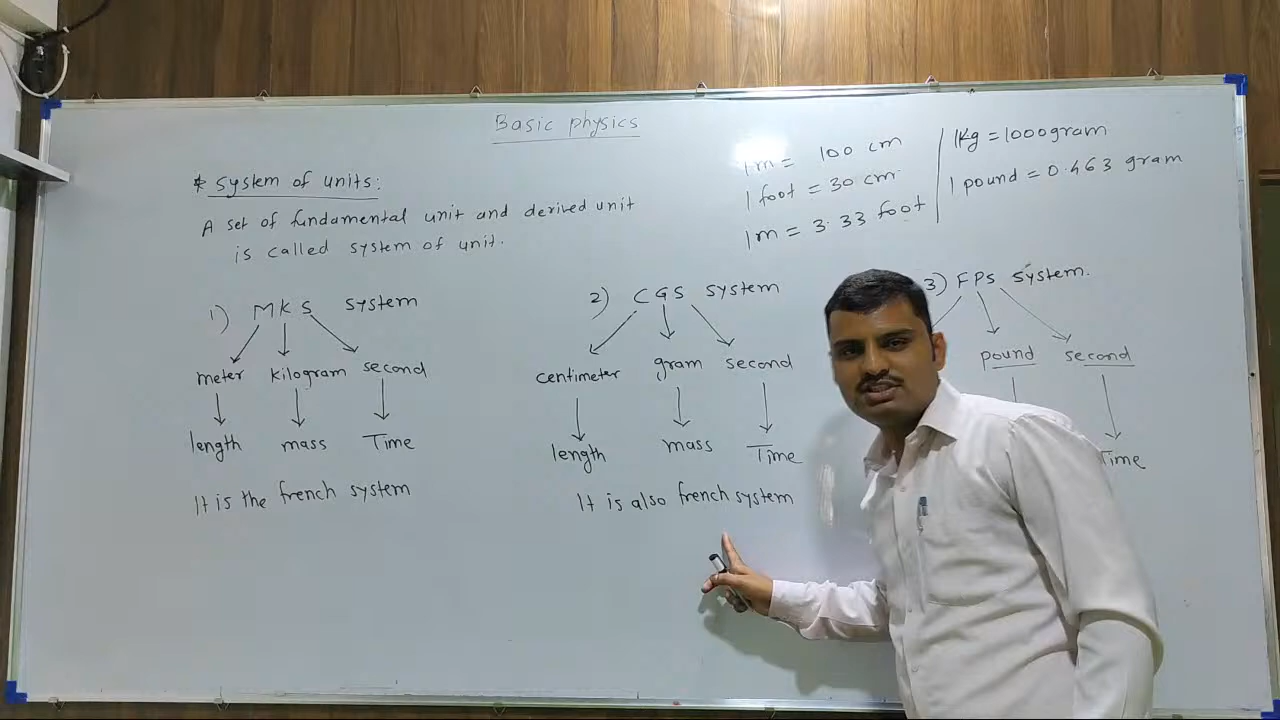 Basic physics
* System of units:
A set of fundamental unit and derived unit
is called system of unit.
1m = 100 cm
1 foot = 30 cm
1m = 3.33 foot
1Kg = 1000gram
1 pound = 0.463 gram
1) MKS system
meter kilogram second
length mass Time
It is the french system
2) CGS system
centimeter gram second
length mass Time
It is also french system
3) FPS system.
pound second
Time